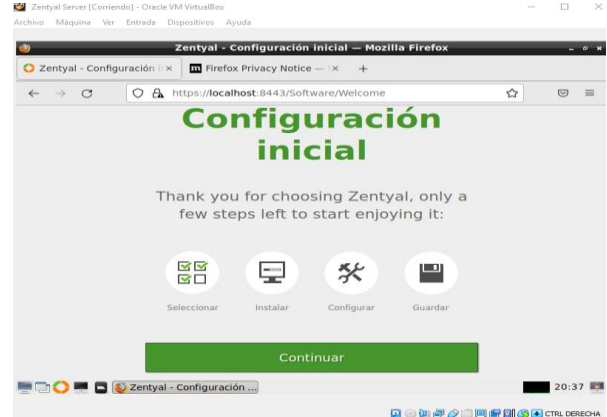 Zentyal Server [Corriendo] - Oracle VM VirtualBox
Archivo Máquina Ver Entrada Dispositivos Ayuda
Zentyal - Configuración inicial — Mozilla Firefox
Zentyal - Configuración i
Firefox Privacy Notice —
https://localhost:8443/Software/Welcome
Configuración
inicial
Thank you for choosing Zentyal, only a
few steps left to start enjoying it:
Seleccionar Instalar Configurar Guardar
Continuar
Zentyal - Configuración ... 20:37
CTRL DERECHA